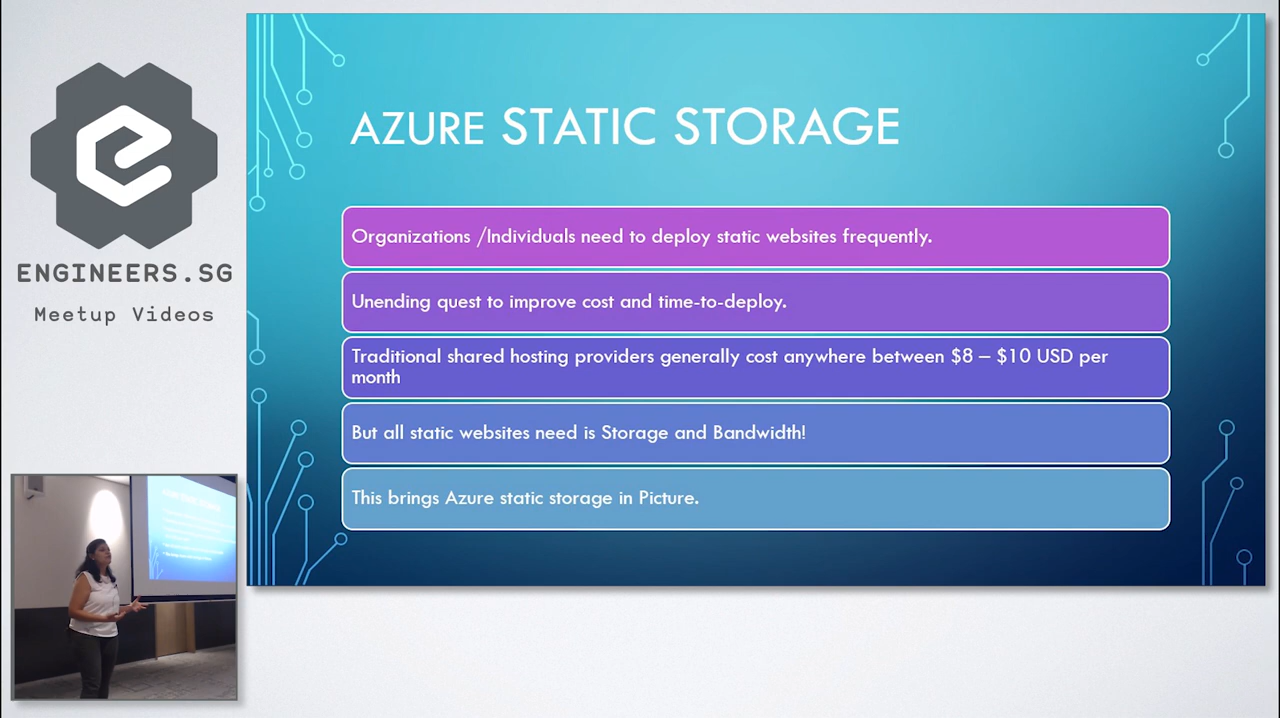 ENGINEERS.SG
Meetup Videos
AZURE STATIC STORAGE
Organizations /Individuals need to deploy static websites frequently.
Unending quest to improve cost and time-to-deploy.
Traditional shared hosting providers generally cost anywhere between $8 – $10 USD per
month
But all static websites need is Storage and Bandwidth!
This brings Azure static storage in Picture.